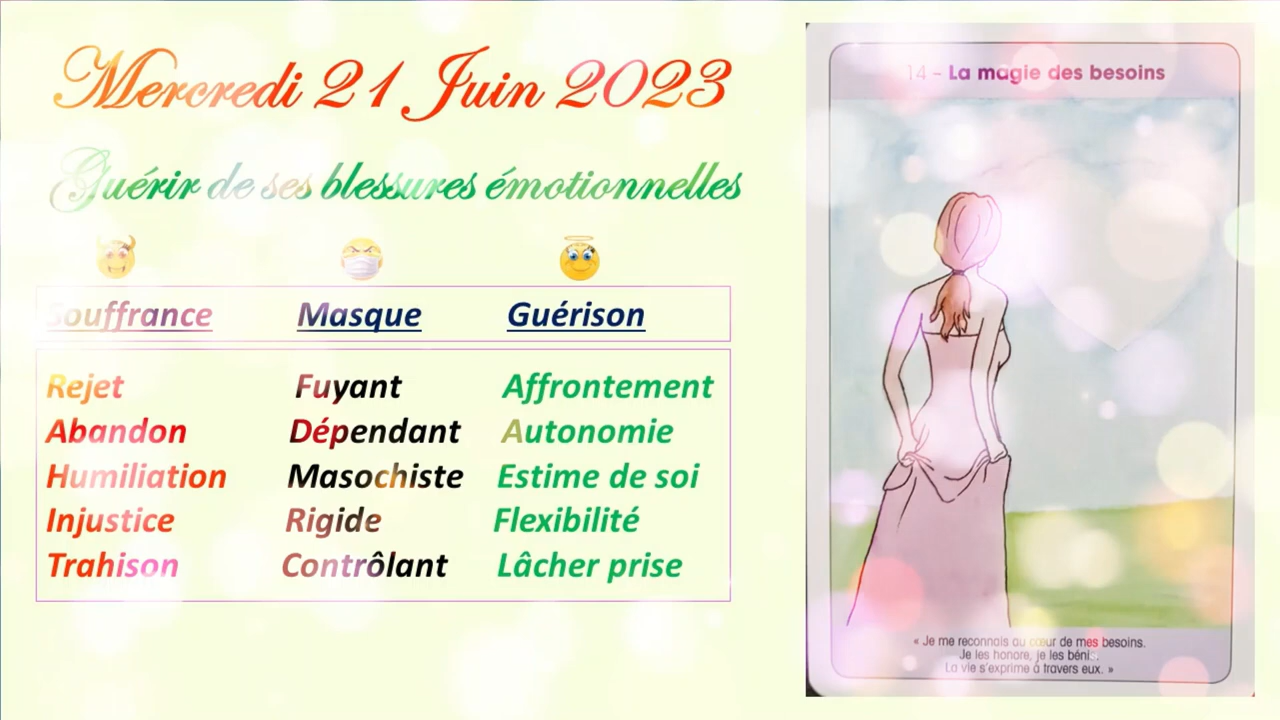 Mercredi 21 Juin 2023
Guérir de ses blessures émotionnelles
Souffrance Masque Guérison
Rejet Fuyant Affrontement
Abandon Dépendant Autonomie
Humiliation Masochiste Estime de soi
Injustice Rigide Flexibilité
Trahison Contrôlant Lâcher prise
14 - La magie des besoins
« Je me reconnais au cœur de mes besoins.
Je les honore, je les bénis.
La vie s'exprime à travers eux. »